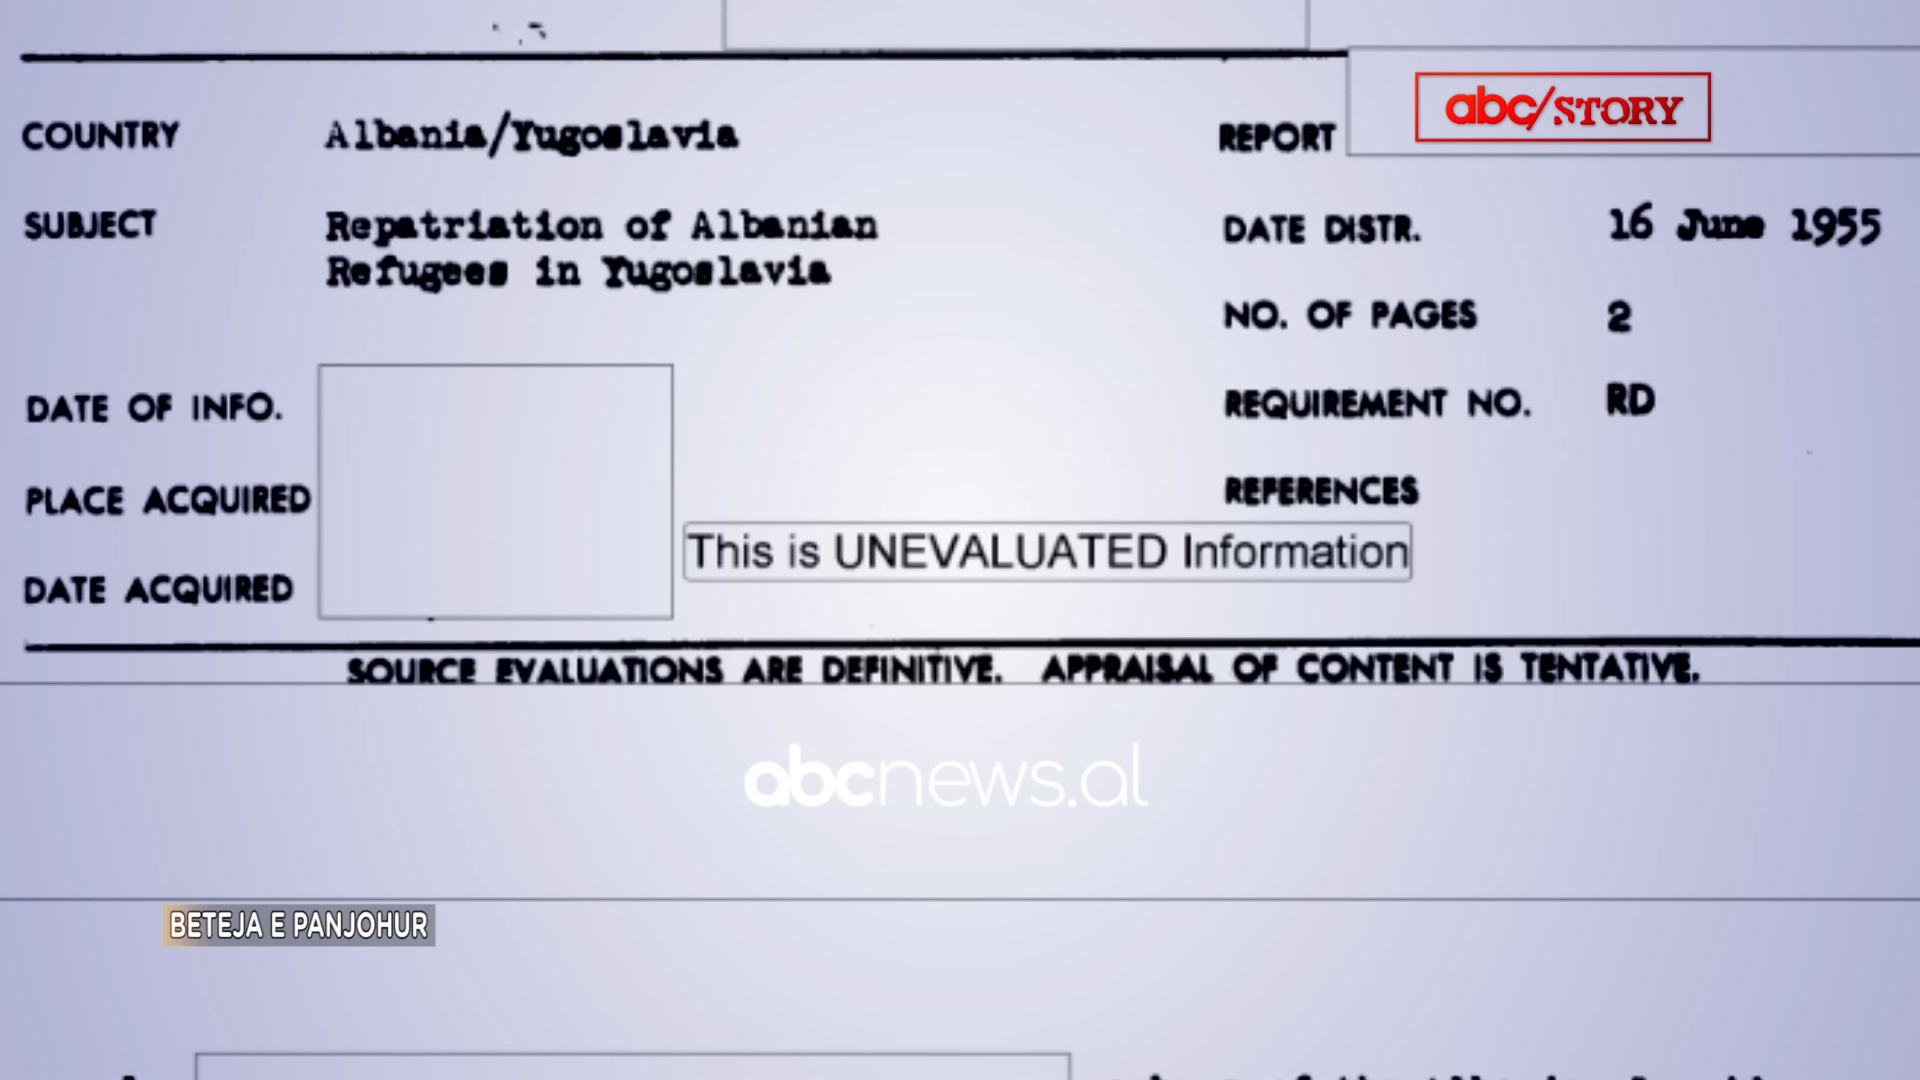 abc/STORY
COUNTRY Albania/Yugoslavia REPORT
SUBJECT Repatriation of Albanian DATE DISTR. 16 June 1955
Refugees in Yugoslavia
NO. OF PAGES 2
DATE OF INFO. REQUIREMENT NO. RD
PLACE ACQUIRED REFERENCES
This is UNEVALUATED Information
DATE ACQUIRED
SOURCE EVALUATIONS ARE DEFINITIVE. APPRAISAL OF CONTENT IS TENTATIVE.
abcnews.al
BETEJA E PANJOHUR